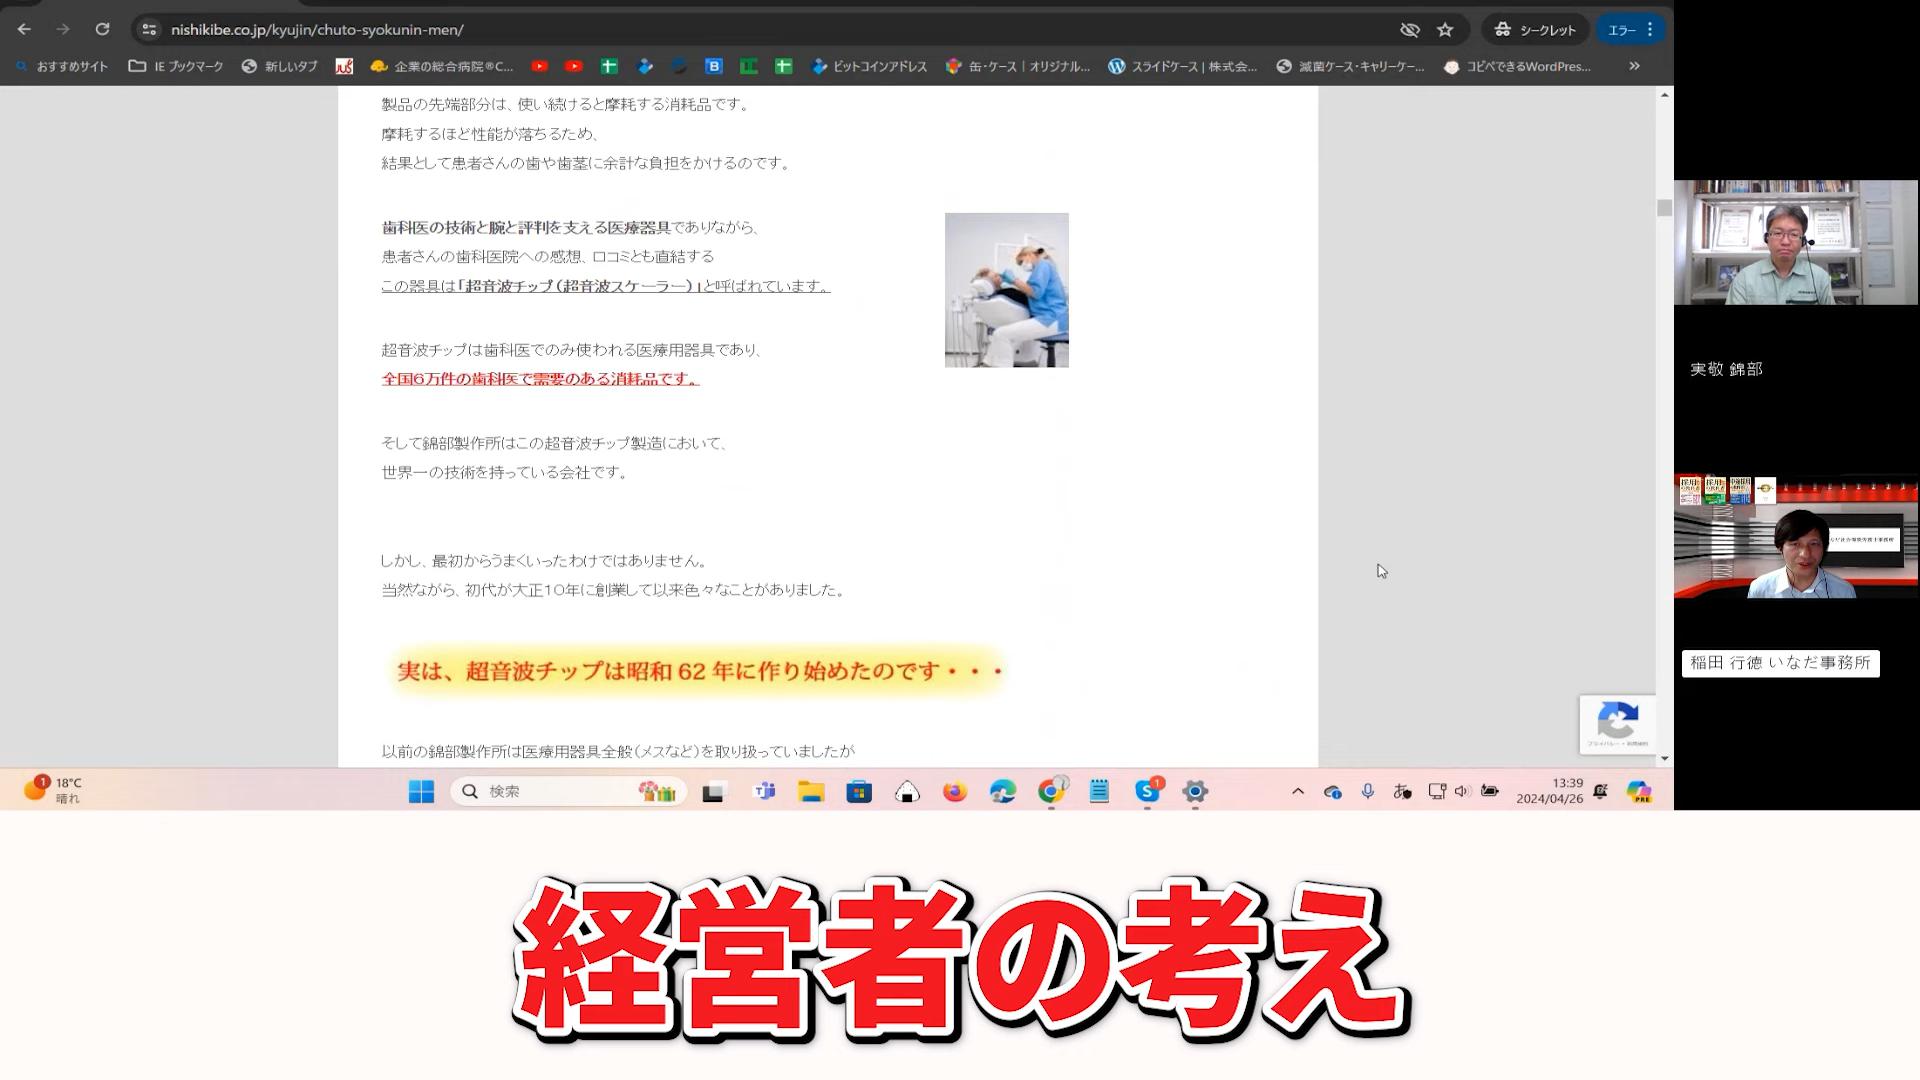 nishikibe.co.jp/kyujin/chuto-syokunin-men/
シークレット
エラー
おすすめサイト
IE ブックマーク
新しいタブ
企業の総合病院®C...
ビットコインアドレス
缶・ケース | オリジナル...
スライドケース | 株式会...
滅菌ケース・キャリーケー...
コピペできるWordPres...
製品の先端部分は、使い続けると摩耗する消耗品です。
摩耗するほど性能が落ちるため、
結果として患者さんの歯や歯茎に余計な負担をかけるのです。
歯科医の技術と腕と評判を支える医療器具でありながら、
患者さんの歯科医院への感想、口コミとも直結する
この器具は「超音波チップ（超音波スケーラー）」と呼ばれています。
超音波チップは歯科医でのみ使われる医療用器具であり、
全国6万件の歯科医で需要のある消耗品です。
そして錦部製作所はこの超音波チップ製造において、
世界一の技術を持っている会社です。
しかし、最初からうまくいったわけではありません。
当然ながら、初代が大正10年に創業して以来色々なことがありました。
実は、超音波チップは昭和 62 年に作り始めたのです・・・
以前の錦部製作所は医療用器具全般（メスなど）を取り扱っていましたが
実敬 錦部
稲田 行徳 いなだ事務所
1
18°C
晴れ
検索
1
あ
13:39
2024/04/26
PRE
経営者の考え